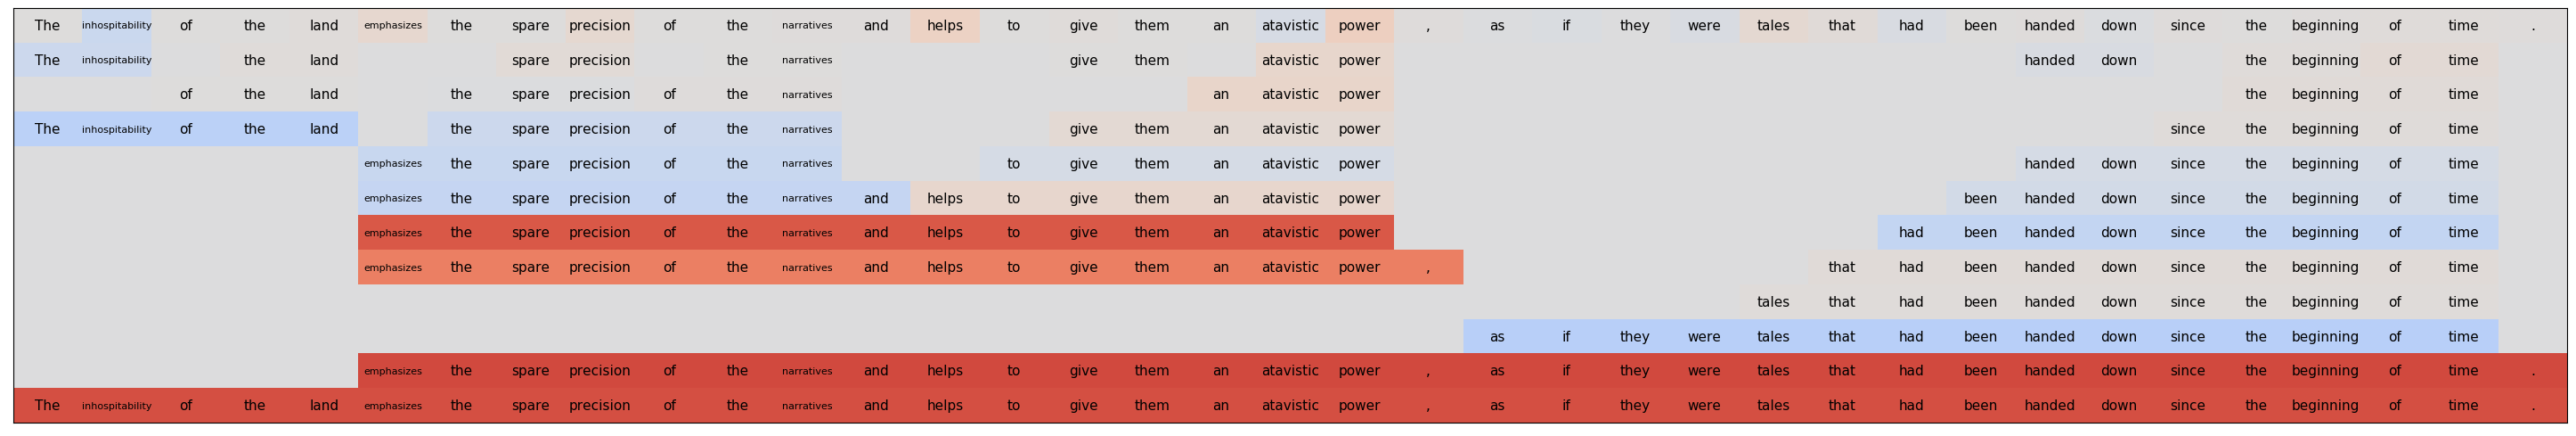 The inhospitability of the land emphasizes the spare precision of the narratives and helps to give them an atavistic power , as if they were tales that had been handed down since the beginning of time .
The inhospitability the land spare precision the narratives give them atavistic power handed down the beginning of time
of the land the spare precision of the narratives an atavistic power the beginning of time
The inhospitability of the land the spare precision of the narratives give them an atavistic power since the beginning of time
emphasizes the spare precision of the narratives to give them an atavistic power handed down since the beginning of time
emphasizes the spare precision of the narratives and helps to give them an atavistic power been handed down since the beginning of time
emphasizes the spare precision of the narratives and helps to give them an atavistic power had been handed down since the beginning of time
emphasizes the spare precision of the narratives and helps to give them an atavistic power , that had been handed down since the beginning of time
tales that had been handed down since the beginning of time
as if they were tales that had been handed down since the beginning of time
emphasizes the spare precision of the narratives and helps to give them an atavistic power , as if they were tales that had been handed down since the beginning of time .
The inhospitability of the land emphasizes the spare precision of the narratives and helps to give them an atavistic power , as if they were tales that had been handed down since the beginning of time .